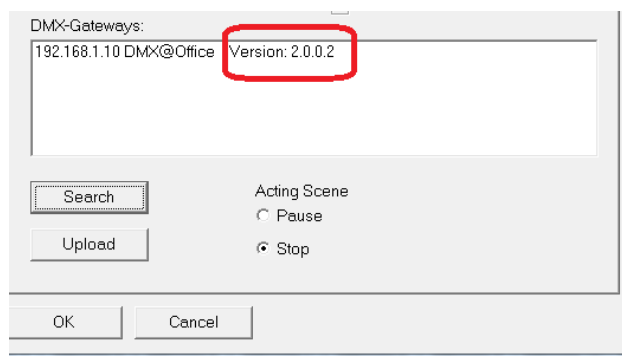 DMX-Gateways:
192.168.1.10 DMX@Office Version: 2.0.0.2
Search
Acting Scene
Pause
Upload
Stop
OK
Cancel